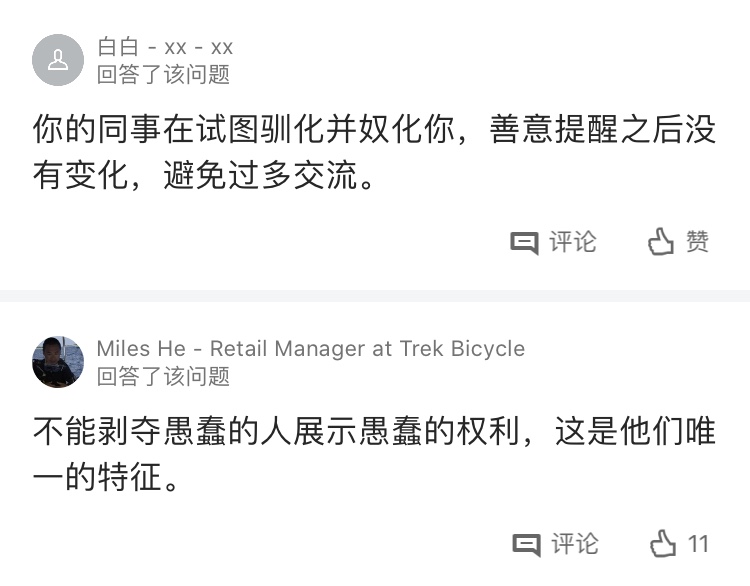 白白 - xx - xx
回答了该问题
你的同事在试图驯化并奴化你，善意提醒之后没
有变化，避免过多交流。
评论 赞
Miles He - Retail Manager at Trek Bicycle
回答了该问题
不能剥夺愚蠢的人展示愚蠢的权利，这是他们唯
一的特征。
评论 11